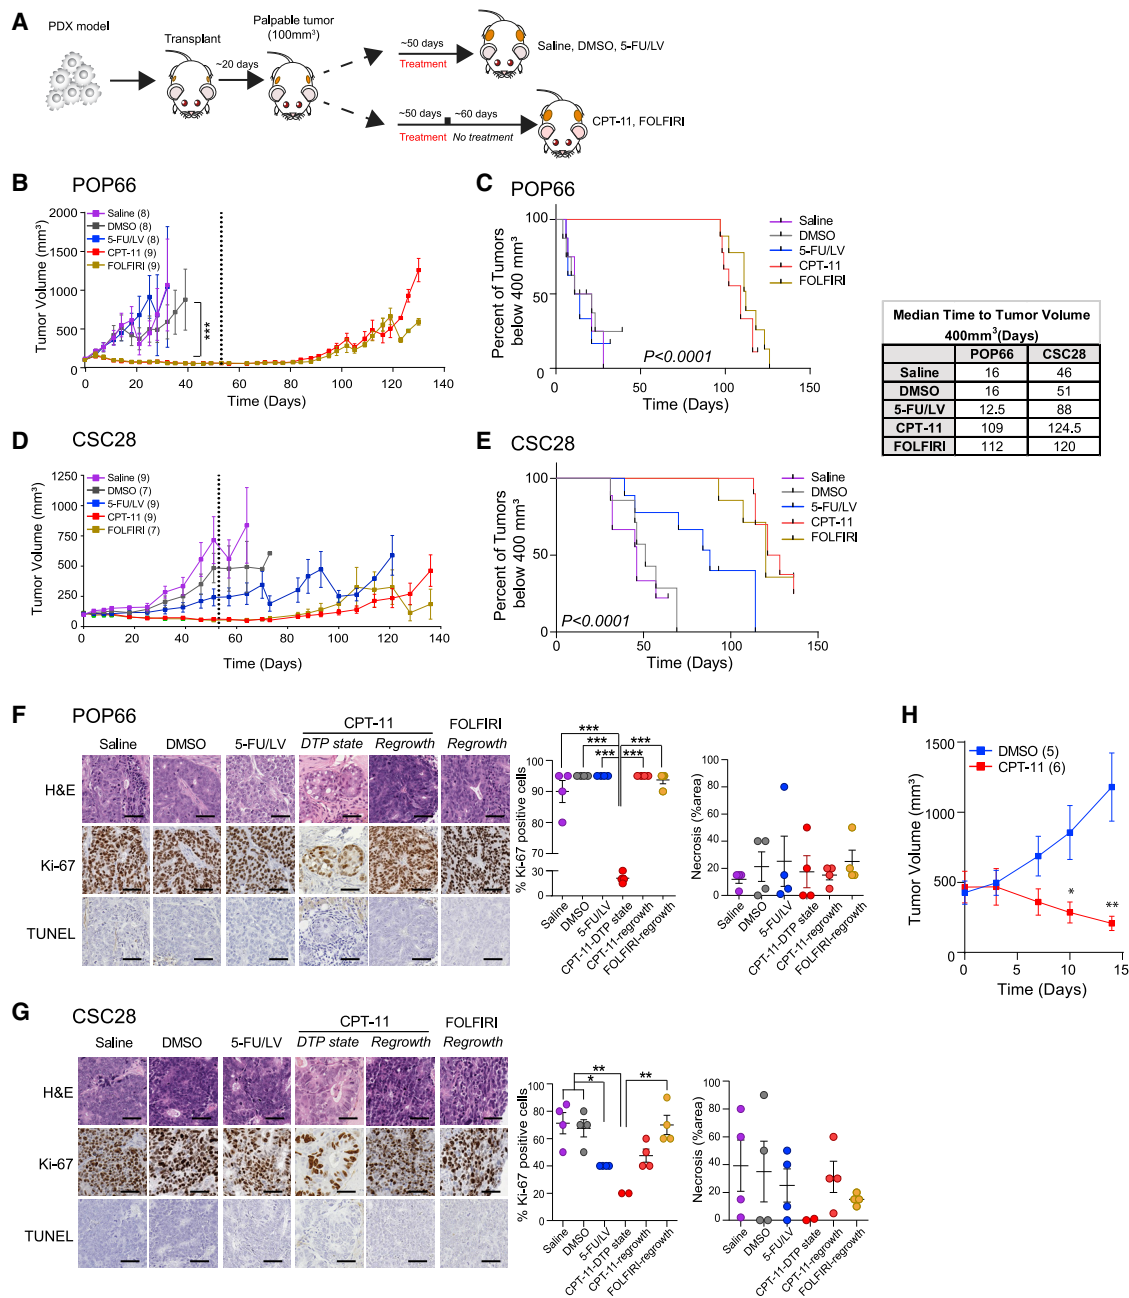 A
PDX model
Transplant
Palpable tumor
(100mm³)
~20 days
~50 days
Treatment
Saline, DMSO, 5-FU/LV
~50 days
~60 days
Treatment
No treatment
CPT-11, FOLFIRI
B
POP66
Tumor Volume (mm³)
2000
1500
1000
500
0
Saline (8)
DMSO (8)
5-FU/LV (8)
CPT-11 (9)
FOLFIRI (9)
***
0 20 40 60 80 100 120 140
Time (Days)
C
POP66
Percent of Tumors
below 400 mm³
100
50
0
Saline
DMSO
5-FU/LV
CPT-11
FOLFIRI
P<0.0001
0 50 100 150
Time (Days)
Median Time to Tumor Volume
400mm³(Days)
POP66 CSC28
Saline 16 46
DMSO 16 51
5-FU/LV 12.5 88
CPT-11 109 124.5
FOLFIRI 112 120
D
CSC28
Tumor Volume (mm³)
1250
1000
750
500
250
0
Saline (9)
DMSO (7)
5-FU/LV (9)
CPT-11 (9)
FOLFIRI (7)
0 20 40 60 80 100 120 140
Time (Days)
E
CSC28
Percent of Tumors
below 400 mm³
100
50
0
Saline
DMSO
5-FU/LV
CPT-11
FOLFIRI
P<0.0001
0 50 100 150
Time (Days)
F
POP66
Saline
DMSO
5-FU/LV
CPT-11
DTP state
Regrowth
FOLFIRI
Regrowth
H&E
Ki-67
TUNEL
% Ki-67 positive cells
100
95
90
80
95
30
15
0
***
***
***
***
***
Saline
DMSO
5-FU/LV
CPT-11-DTP state
CPT-11-regrowth
FOLFIRI-regrowth
Necrosis (%area)
100
80
60
40
20
0
Saline
DMSO
5-FU/LV
CPT-11-DTP state
CPT-11-regrowth
FOLFIRI-regrowth
H
Tumor Volume (mm³)
1500
1000
500
0
DMSO (5)
CPT-11 (6)
*
**
0 5 10 15
Time (Days)
G
CSC28
Saline
DMSO
5-FU/LV
CPT-11
DTP state
Regrowth
FOLFIRI
Regrowth
H&E
Ki-67
TUNEL
% Ki-67 positive cells
100
80
60
40
20
0
**
*
**
Saline
DMSO
5-FU/LV
CPT-11-DTP state
CPT-11-regrowth
FOLFIRI-regrowth
Necrosis (%area)
100
80
60
40
20
0
Saline
DMSO
5-FU/LV
CPT-11-DTP state
CPT-11-regrowth
FOLFIRI-regrowth